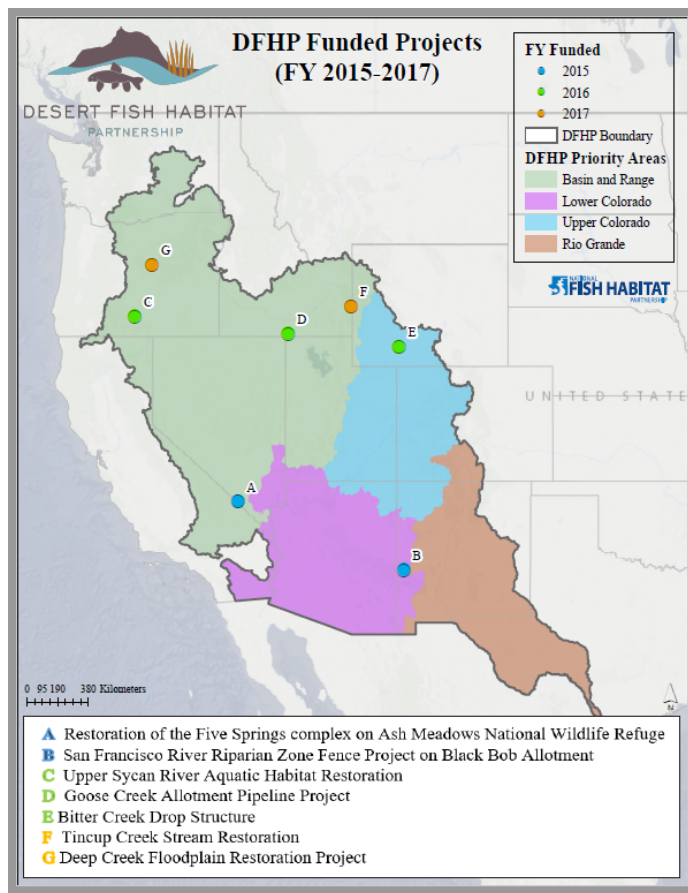 DFHP Funded Projects
(FY 2015-2017)
DESERT FISH HABITAT
PARTNERSHIP
FY Funded
2015
2016
2017
DFHP Boundary
DFHP Priority Areas
Basin and Range
Lower Colorado
Upper Colorado
Rio Grande
NATIONAL
FISH HABITAT
PARTNERSHIP
G
C
F
D
E
UNITED STATE
A
B
0 95 190 380 Kilometers
N
A Restoration of the Five Springs complex on Ash Meadows National Wildlife Refuge
B San Francisco River Riparian Zone Fence Project on Black Bob Allotment
C Upper Sycan River Aquatic Habitat Restoration
D Goose Creek Allotment Pipeline Project
E Bitter Creek Drop Structure
F Tincup Creek Stream Restoration
G Deep Creek Floodplain Restoration Project